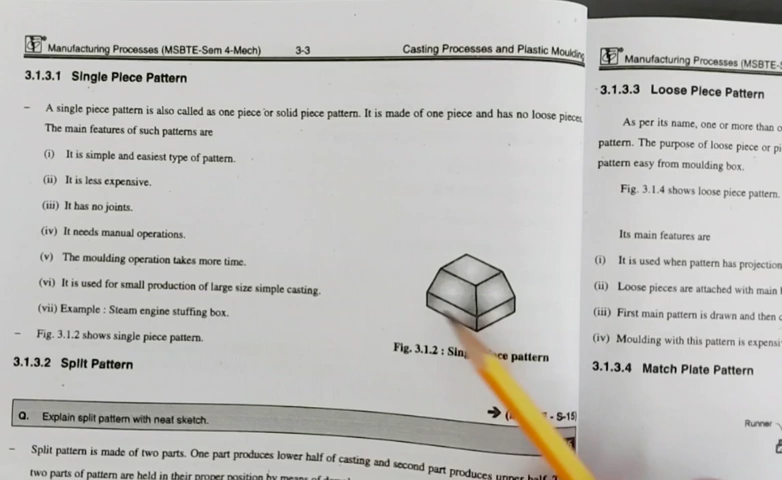 Manufacturing Processes (MSBTE-Sem 4-Mech) 3-3 Casting Processes and Plastic Moulding
3.1.3.1 Single Piece Pattern
– A single piece pattern is also called as one piece or solid piece pattern. It is made of one piece and has no loose pieces
The main features of such patterns are
(i) It is simple and easiest type of pattern.
(ii) It is less expensive.
(iii) It has no joints.
(iv) It needs manual operations.
(v) The moulding operation takes more time.
(vi) It is used for small production of large size simple casting.
(vii) Example : Steam engine stuffing box.
– Fig. 3.1.2 shows single piece pattern.
Fig. 3.1.2 : pattern
3.1.3.2 Split Pattern
Q. Explain split pattern with neat sketch.
- S-15)
– Split pattern is made of two parts. One part produces lower half of casting and second part produces upper half.
two parts of pattern are held in their proper position by means of
Manufacturing Processes (MSBTE-
3.1.3.3 Loose Piece Pattern
As per its name, one or more than
pattern. The purpose of loose piece or
pattern easy from moulding box.
Fig. 3.1.4 shows loose piece pattern.
Its main features are
(i) It is used when pattern has projection
(ii) Loose pieces are attached with main
(iii) First main pattern is drawn and then
(iv) Moulding with this pattern is
3.1.3.4 Match Plate Pattern
Runner